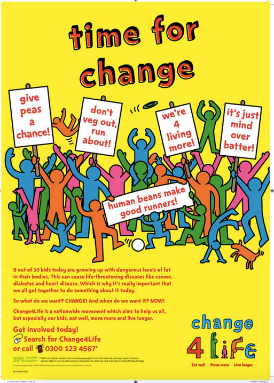 time for
change
give
peas
a
chance!
don't
veg out,
run
about!
we're
4
living
more!
it's just
mind
over
batter!
human beans make
good runners!
9 out of 10 kids today are growing up with dangerous levels of fat
in their bodies. This can cause life-threatening diseases like cancer,
diabetes and heart disease. Which is why it's really important that
we all get together to do something about it today.
So what do we want? CHANGE! And when do we want it? NOW!
Change4Life is a nationwide movement which aims to help us all,
but especially our kids, eat well, move more and live longer.
Get involved today!
Search for Change4Life
or call 0300 123 4567*
change
4 Life
Eat well Move more Live longer